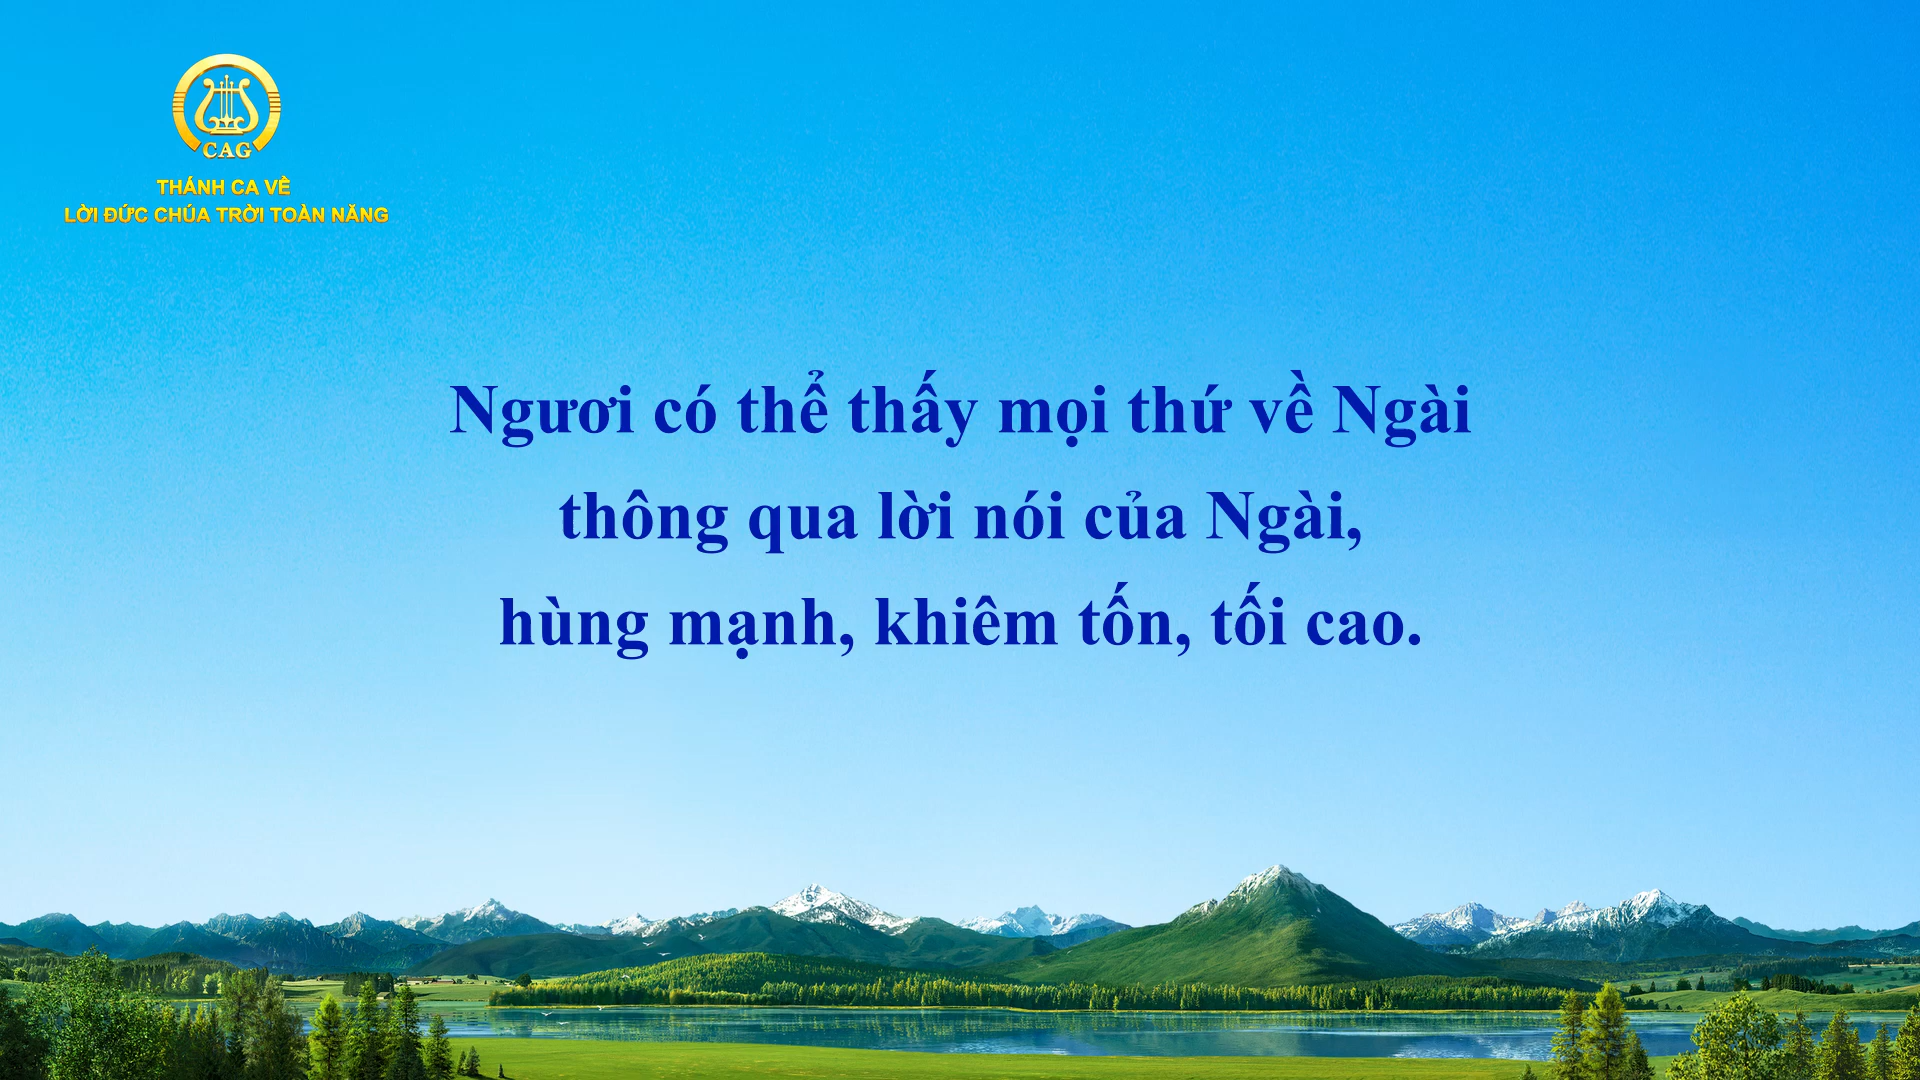 CAG
THÁNH CA VỀ
LỜI ĐỨC CHÚA TRỜI TOÀN NĂNG
Ngươi có thể thấy mọi thứ về Ngài
thông qua lời nói của Ngài,
hùng mạnh, khiêm tốn, tối cao.